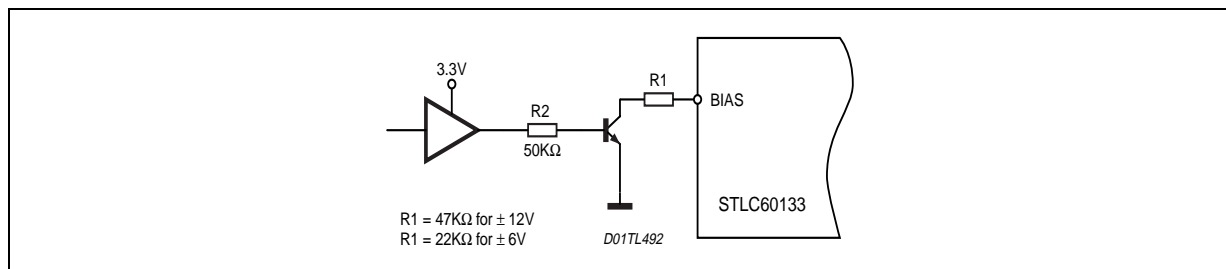 3.3V
R2
50KΩ
R1
BIAS
STLC60133
R1 = 47KΩ for ± 12V
R1 = 22KΩ for ± 6V
D01TL492